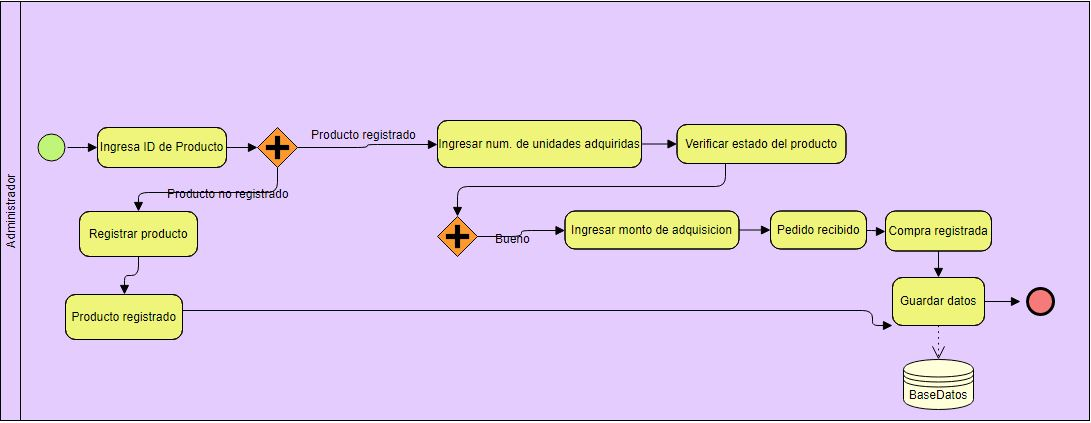 Administrador
Ingresa ID de Producto
Producto registrado
Ingresar num. de unidades adquiridas
Verificar estado del producto
Producto no registrado
Registrar producto
Bueno
Ingresar monto de adquisicion
Pedido recibido
Compra registrada
Producto registrado
Guardar datos
BaseDatos